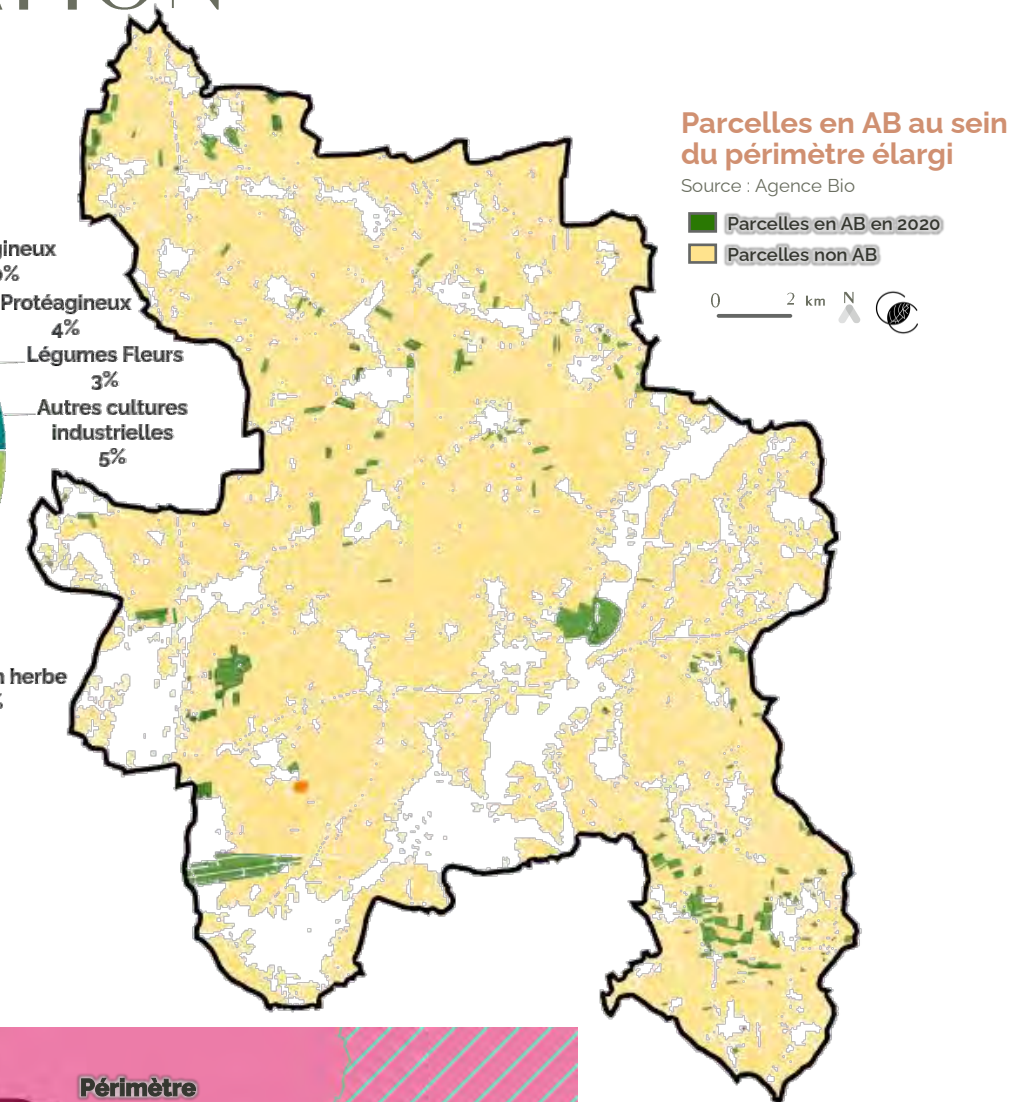 Parcelles en AB au sein
du périmètre élargi
Source : Agence Bio
Parcelles en AB en 2020
Parcelles non AB
0 2 km N
Protéagineux
4%
Légumes Fleurs
3%
Autres cultures
industrielles
5%
herbe
Périmètre